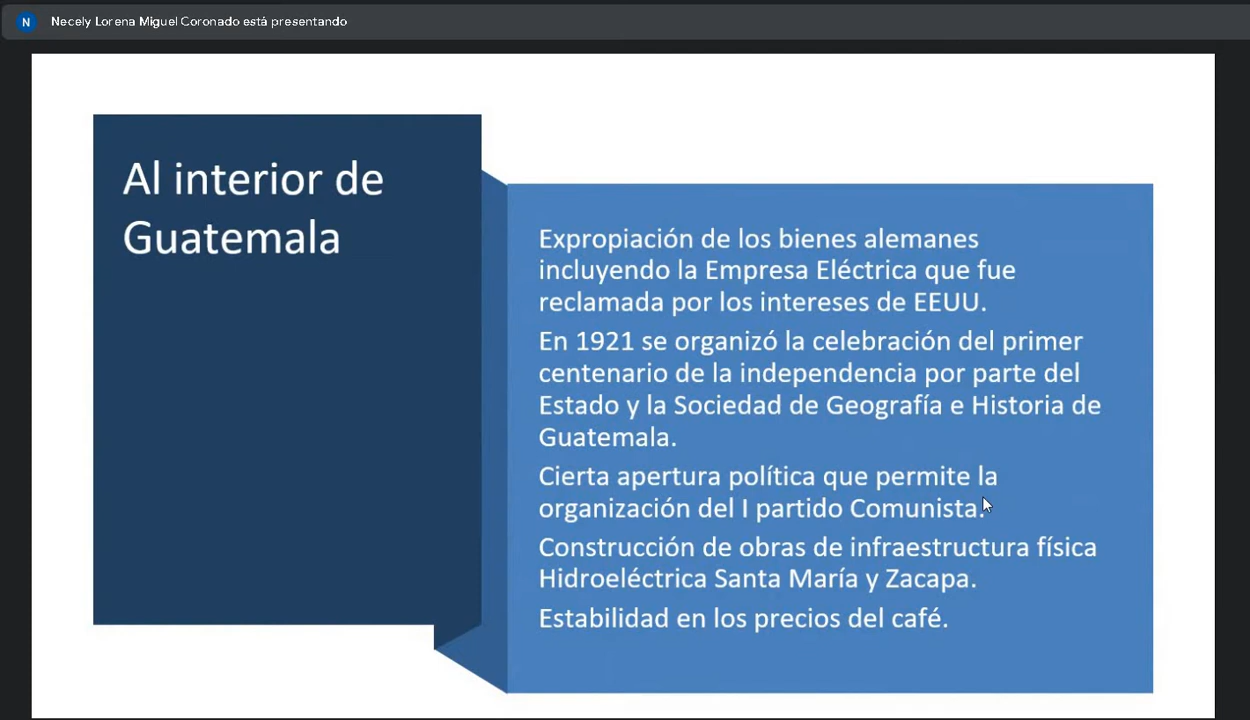 N
Necely Lorena Miguel Coronado está presentando
Al interior de
Guatemala
Expropiación de los bienes alemanes
incluyendo la Empresa Eléctrica que fue
reclamada por los intereses de EEUU.
En 1921 se organizó la celebración del primer
centenario de la independencia por parte del
Estado y la Sociedad de Geografía e Historia de
Guatemala.
Cierta apertura política que permite la
organización del I partido Comunista.
Construcción de obras de infraestructura física
Hidroeléctrica Santa María y Zacapa.
Estabilidad en los precios del café.